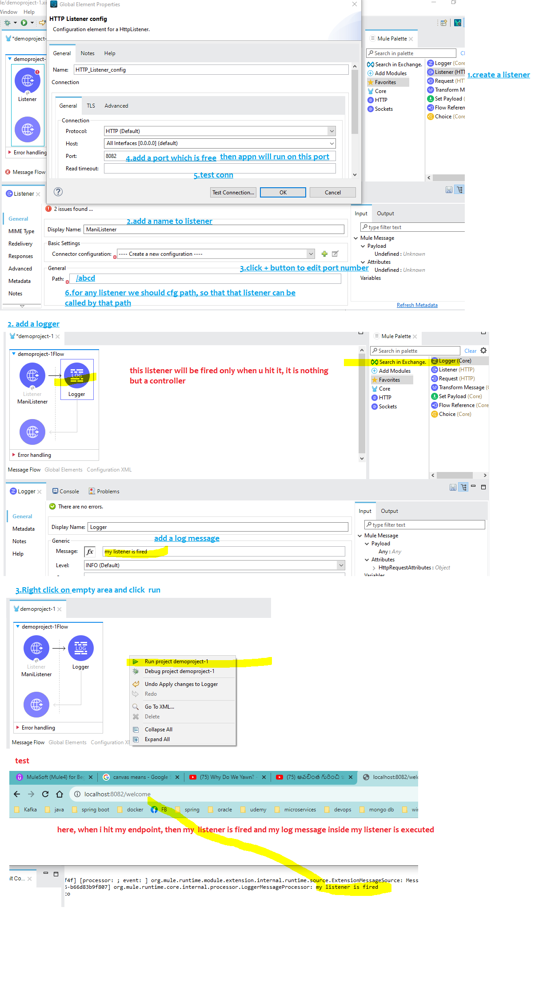 le/demoproject-1.x
Window Help
Global Element Properties
HTTP Listener config
Configuration element for a HttpListener.
General Notes Help
Name: HTTP_Listener_config
Connection
General TLS Advanced
Connection
Protocol: HTTP (Default)
Host: All Interfaces [0.0.0.0] (default)
Port: 8082
4.add a port which is free then appn will run on this port
Read timeout:
5.test conn
Test Connection... OK Cancel
*demoproject-
demoproject-
Listener
Error handling
Message Flow
Mule Palette
Search in palette
Search in Exchange.
Add Modules
Favorites
Core
HTTP
Sockets
Logger (Core
Listener (HTT
Request (HT
Transform M
Set Payload (
Flow Referen
Choice (Core)
1.create a listener
Listener
General
MIME Type
Redelivery
Responses
Advanced
Metadata
Notes
2 issues found ...
2.add a name to listener
Display Name: ManiListener
Basic Settings
Connector configuration: ---- Create a new configuration ----
General
3.click + button to edit port number
Path: /abcd
6.for any listener we should cfg path, so that that listener can be
called by that path
Input Output
type filter text
Mule Message
Payload
Undefined : Unknown
Attributes
Undefined : Unknown
Variables
Refresh Metadata
2. add a logger
*demoproject-1
demoproject-1Flow
LOG
Listener
ManiListener
Logger
Error handling
Message Flow Global Elements Configuration XML
this listener will be fired only when u hit it, it is nothing
but a controller
Mule Palette
Search in palette Clear
Search in Exchange.
Add Modules
Favorites
Core
HTTP
Sockets
Logger (Core)
Listener (HTTP)
Request (HTTP)
Transform Message (
Set Payload (Core)
Flow Reference (Core
Choice (Core)
Logger Console Problems
General
Metadata
Notes
Help
There are no errors.
Display Name: Logger
Generic
add a log message
Message: fx my listener is fired
Level: INFO (Default)
Input Output
type filter text
Mule Message
Payload
Any : Any
Attributes
HttpRequestAttributes : Object
Variables
3.Right click on empty area and click run
demoproject-1
demoproject-1Flow
LOG
Listener
ManiListener
Logger
Error handling
Message Flow Global Elements Configuration X
Run project demoproject-1
Debug project demoproject-1
Undo Apply changes to Logger
Redo
Go To XML...
Delete
Collapse All
Expand All
test
MuleSoft (Mule4) for Beg canvas means - Google S (75) Why Do We Yawn? - (75) ఆవలింత గురించి localhost:8082/welc
localhost:8082/welcome
Kafka java spring boot docker FB spring oracle udemy microservices devops mongo db
here, when i hit my endpoint, then my listener is fired and my log message inside my listener is executed
it Co...
f4f] [processor: ; event: ] org.mule.runtime.module.extension.internal.runtime.source.ExtensionMessageSource: Mess
-b66d83b9f807] org.mule.runtime.core.internal.processor.LoggerMessageProcessor: my listener is fired
co